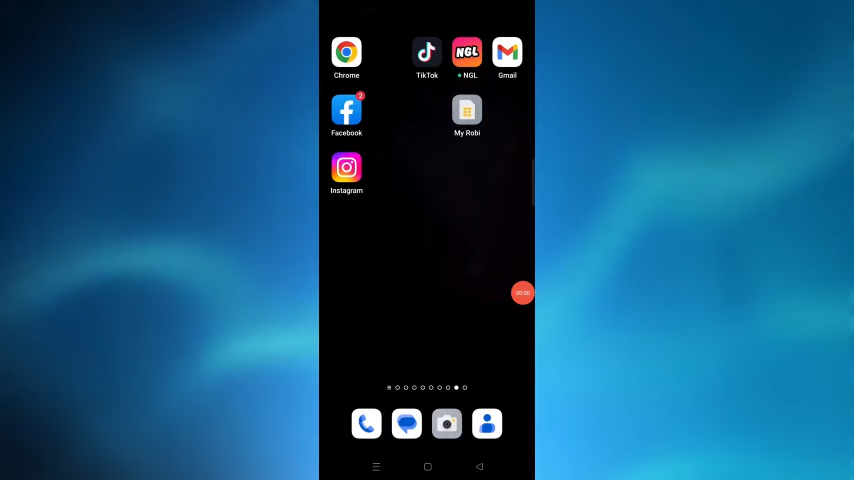 NGL
Chrome
TikTok
NGL
Gmail
2
Facebook
My Robi
Instagram
00:00